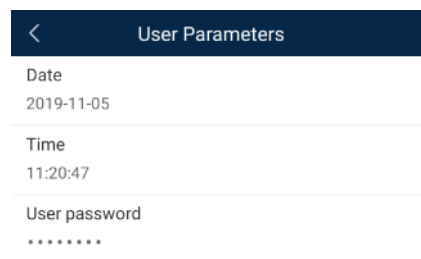 User Parameters
Date
2019-11-05
Time
11:20:47
User password
••••••••